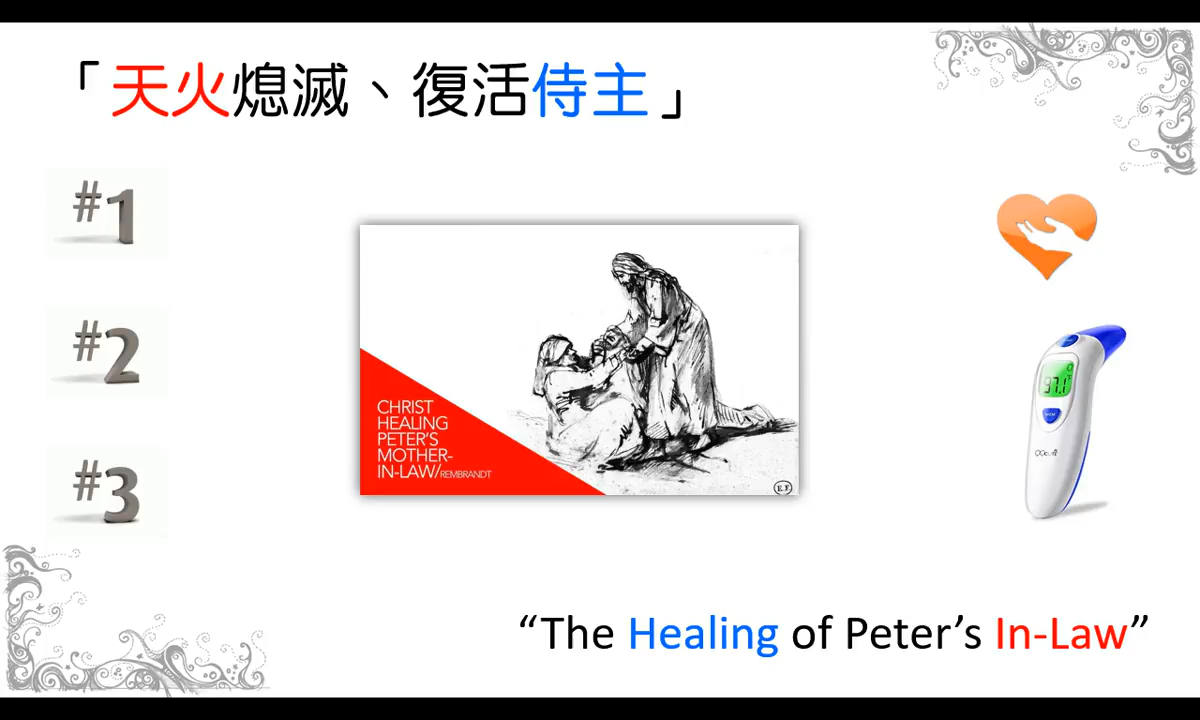 「天火熄滅、復活侍主」
#1
#2
#3
CHRIST
HEALING
PETER'S
MOTHER-
IN-LAW/REMBRANDT
E.F.
97.1
“The Healing of Peter’s In-Law”